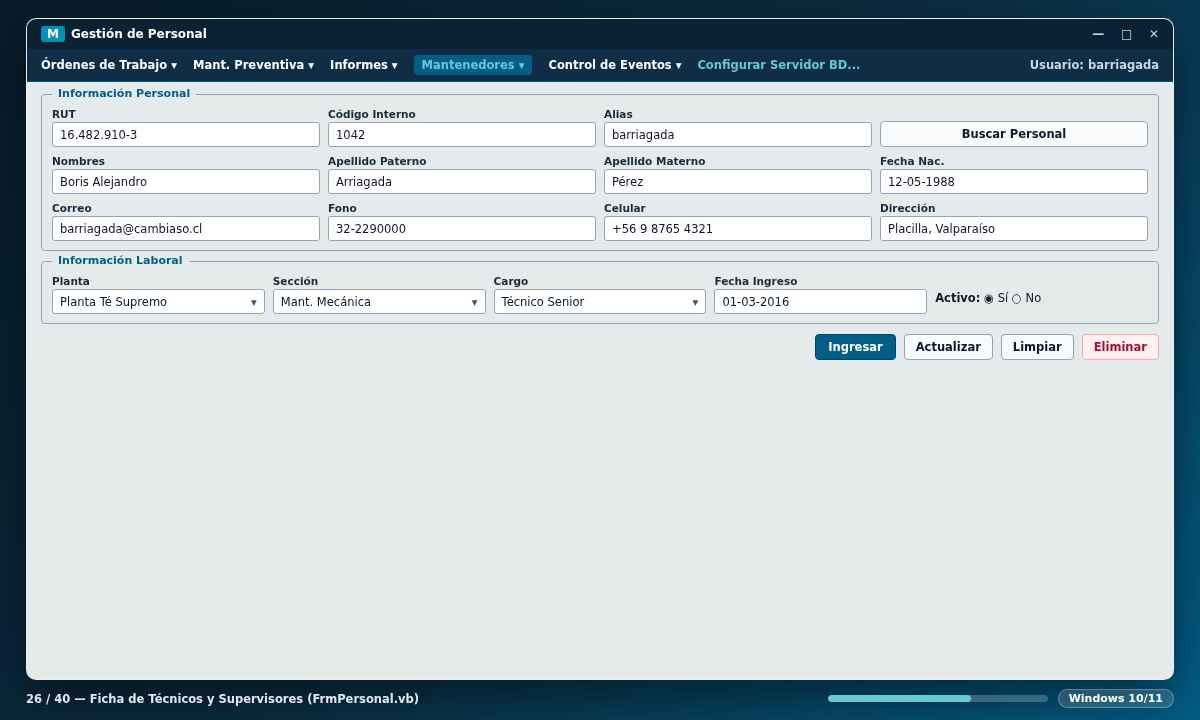 M Gestión de Personal — □ ✕
Órdenes de Trabajo ▾ Mant. Preventiva ▾ Informes ▾ Mantenedores ▾ Control de Eventos ▾ Configurar Servidor BD... Usuario: barriagada
Información Personal
RUT Código Interno Alias
16.482.910-3 1042 barriagada Buscar Personal
Nombres Apellido Paterno Apellido Materno Fecha Nac.
Boris Alejandro Arriagada Pérez 12-05-1988
Correo Fono Celular Dirección
barriagada@cambiaso.cl 32-2290000 +56 9 8765 4321 Placilla, Valparaíso
Información Laboral
Planta Sección Cargo Fecha Ingreso
Planta Té Supremo ▾ Mant. Mecánica ▾ Técnico Senior ▾ 01-03-2016 Activo: ◉ Sí ○ No
Ingresar Actualizar Limpiar Eliminar
26 / 40 — Ficha de Técnicos y Supervisores (FrmPersonal.vb) Windows 10/11